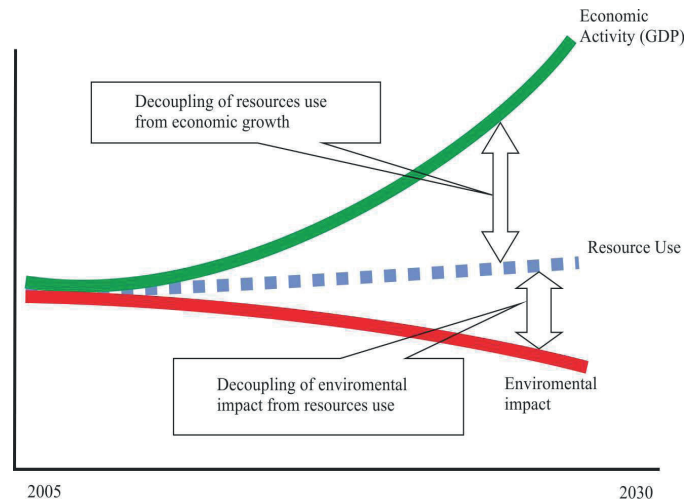 Economic
Activity (GDP)
Decoupling of resources use
from economic growth
Resource Use
Decoupling of enviromental
impact from resources use
Enviromental
impact
2005
2030